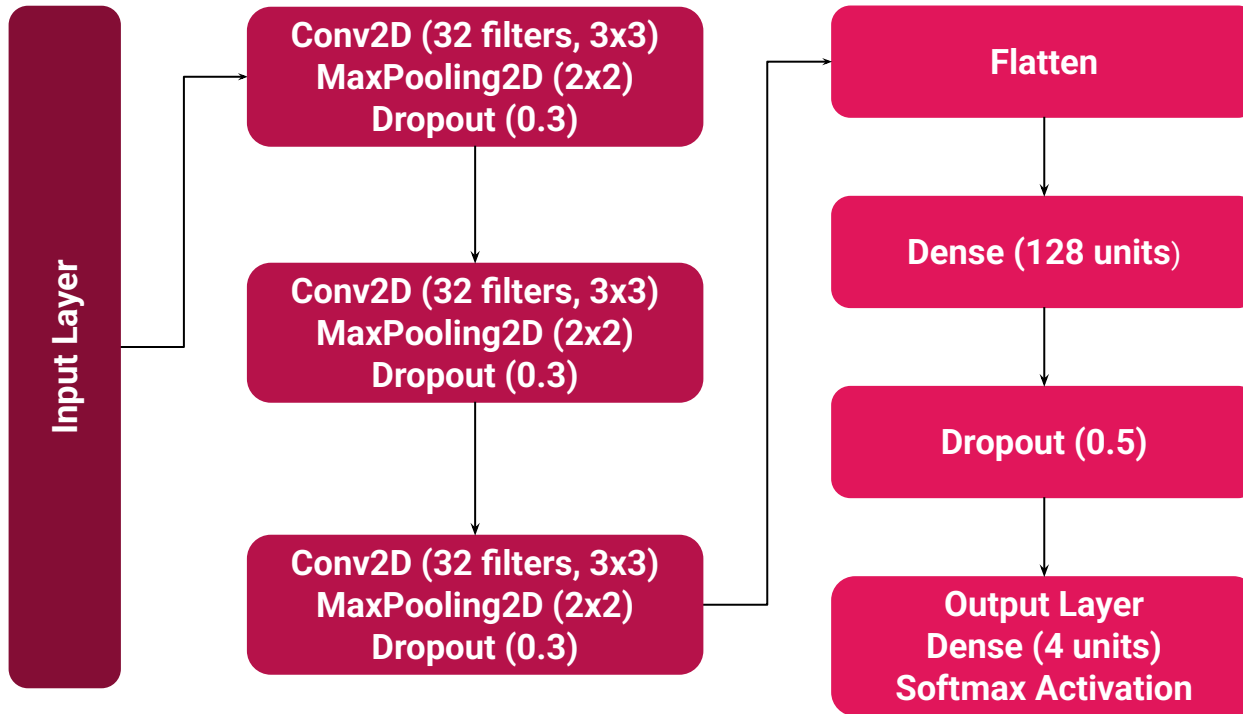 Input Layer
Conv2D (32 filters, 3x3)
MaxPooling2D (2x2)
Dropout (0.3)
Conv2D (32 filters, 3x3)
MaxPooling2D (2x2)
Dropout (0.3)
Conv2D (32 filters, 3x3)
MaxPooling2D (2x2)
Dropout (0.3)
Flatten
Dense (128 units)
Dropout (0.5)
Output Layer
Dense (4 units)
Softmax Activation